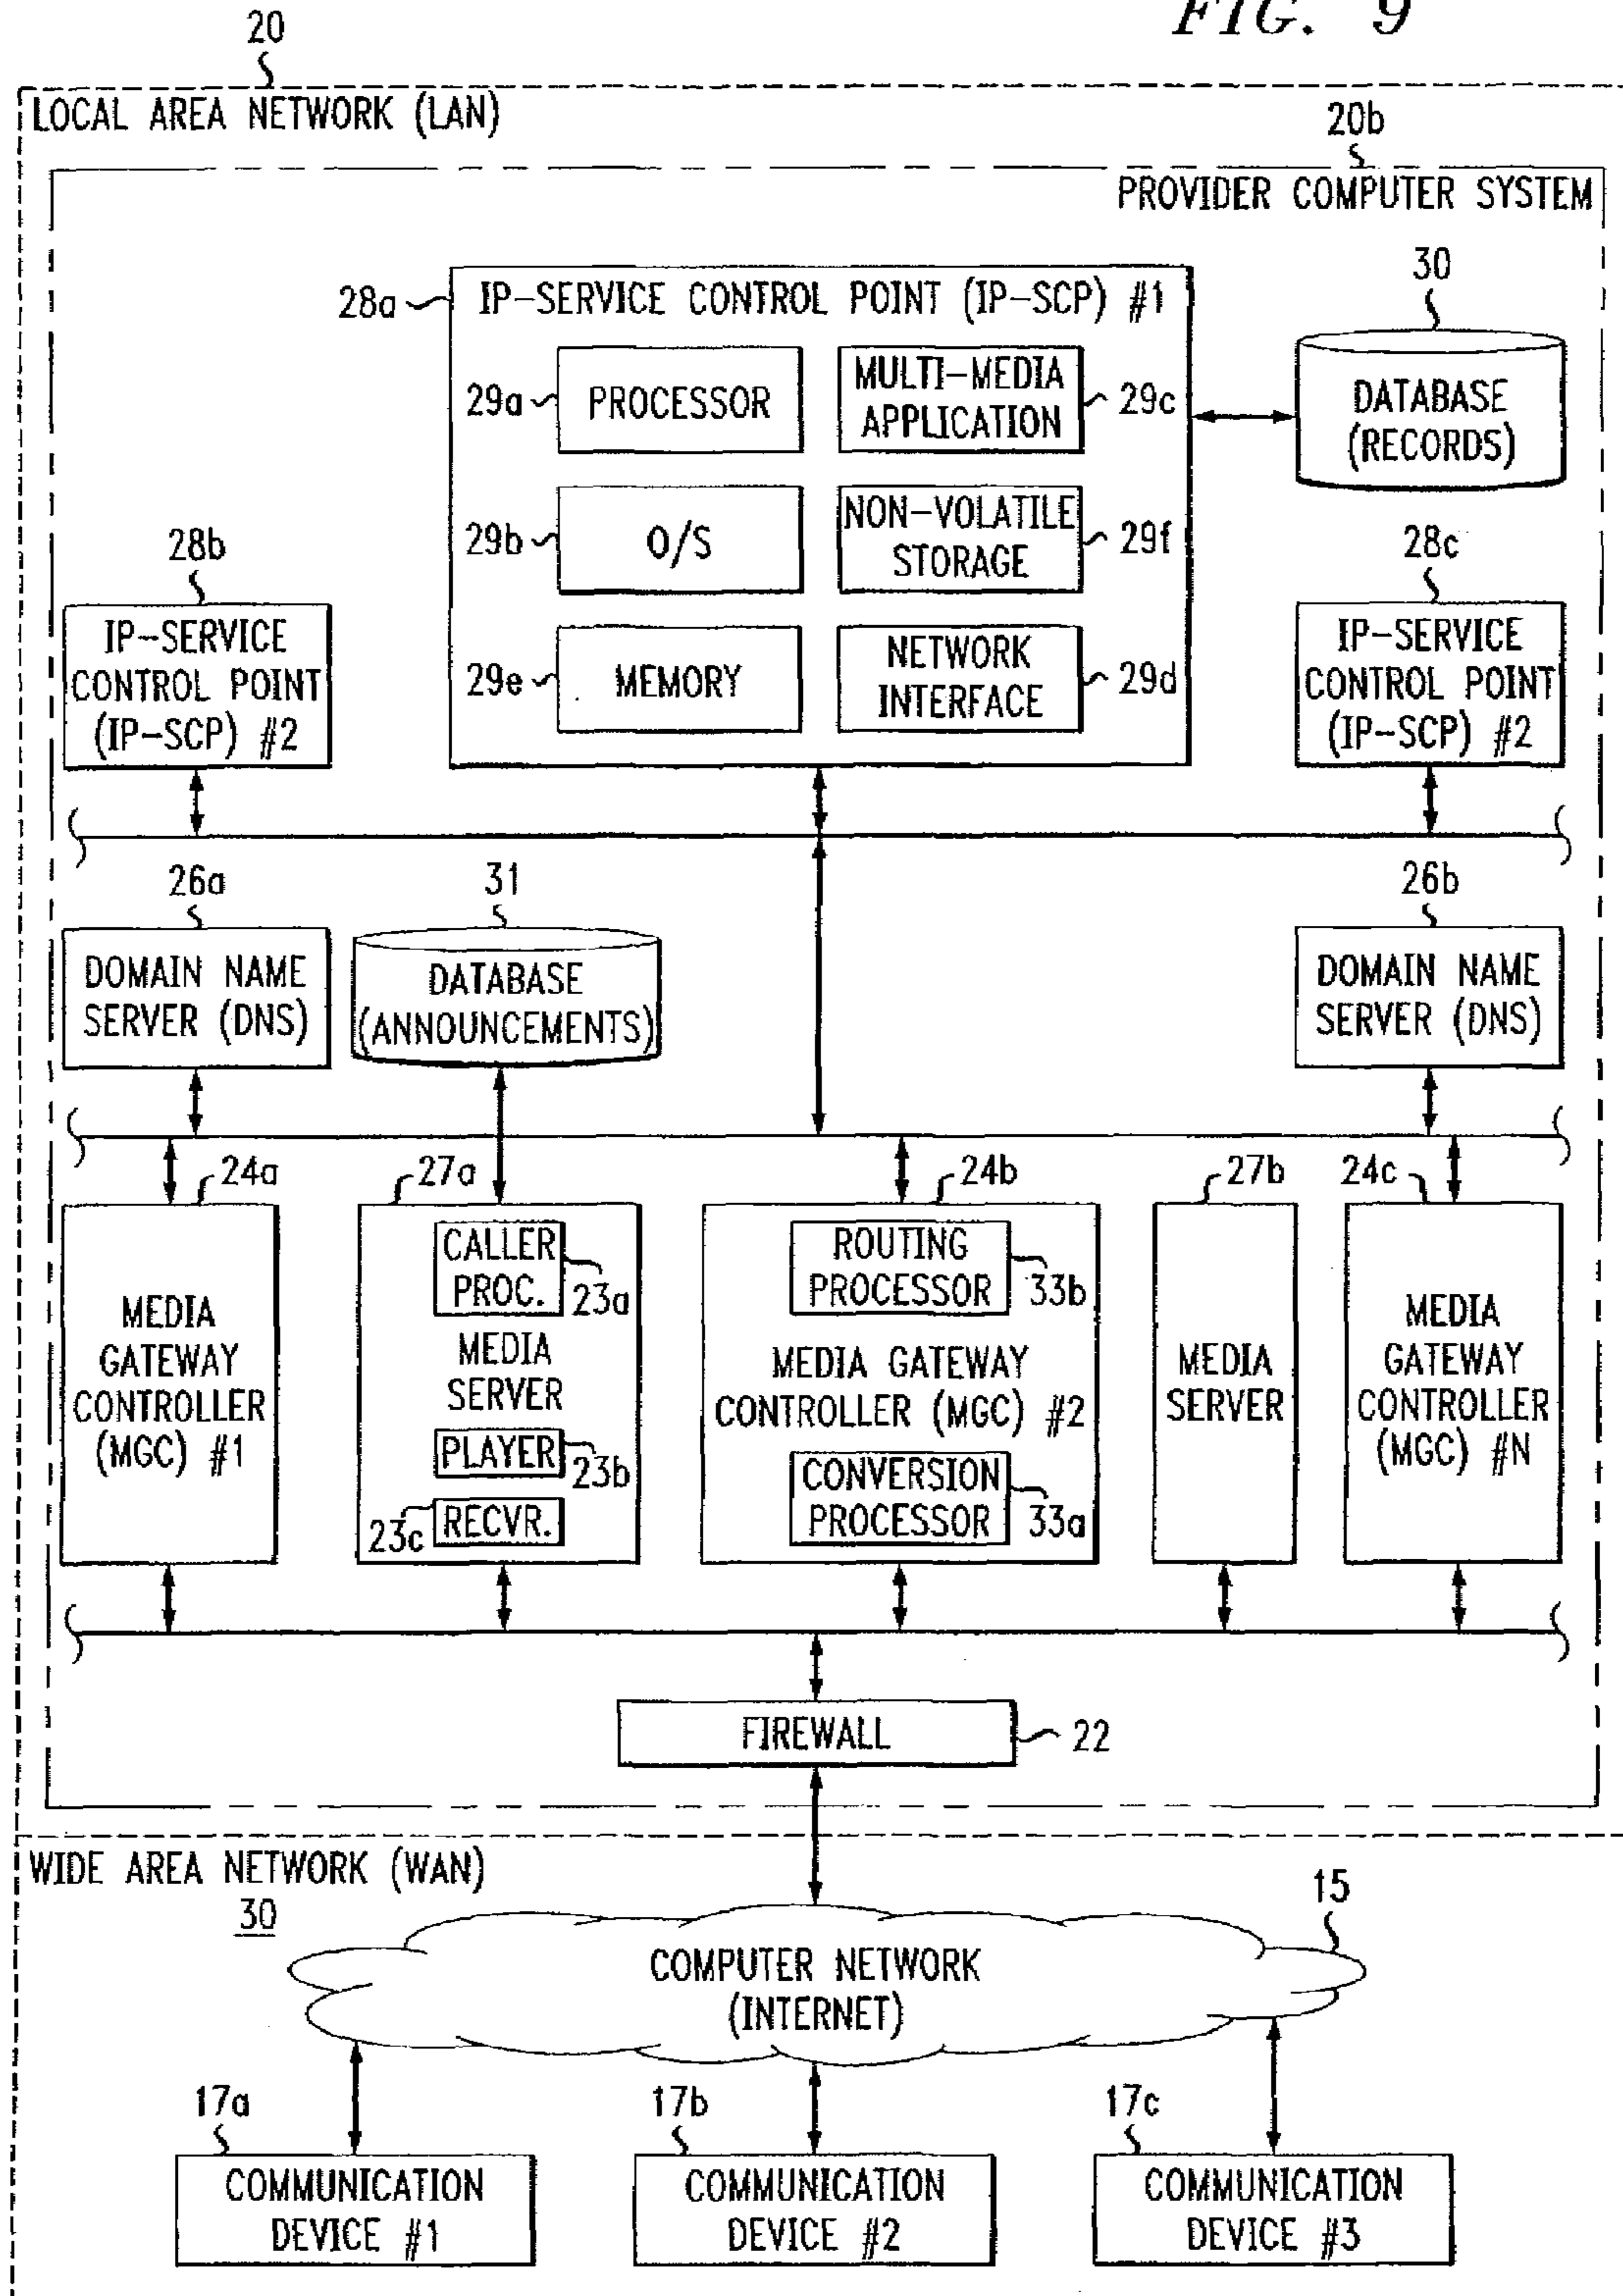 FIG. 9
20
LOCAL AREA NETWORK (LAN)
20b
PROVIDER COMPUTER SYSTEM
28a
IP-SERVICE CONTROL POINT (IP-SCP) #1
30
29a
PROCESSOR
MULTI-MEDIA
APPLICATION
29c
DATABASE
(RECORDS)
29b
O/S
NON-VOLATILE
STORAGE
29f
29e
MEMORY
NETWORK
INTERFACE
29d
28b
IP-SERVICE
CONTROL POINT
(IP-SCP) #2
28c
IP-SERVICE
CONTROL POINT
(IP-SCP) #2
26a
DOMAIN NAME
SERVER (DNS)
31
DATABASE
(ANNOUNCEMENTS)
26b
DOMAIN NAME
SERVER (DNS)
24a
MEDIA
GATEWAY
CONTROLLER
(MGC) #1
27a
CALLER
PROC.
23a
MEDIA
SERVER
PLAYER
23b
23c
RECVR.
24b
ROUTING
PROCESSOR
33b
MEDIA GATEWAY
CONTROLLER (MGC) #2
CONVERSION
PROCESSOR
33a
27b
MEDIA
SERVER
24c
MEDIA
GATEWAY
CONTROLLER
(MGC) #N
FIREWALL
22
WIDE AREA NETWORK (WAN)
30
15
COMPUTER NETWORK
(INTERNET)
17a
COMMUNICATION
DEVICE #1
17b
COMMUNICATION
DEVICE #2
17c
COMMUNICATION
DEVICE #3